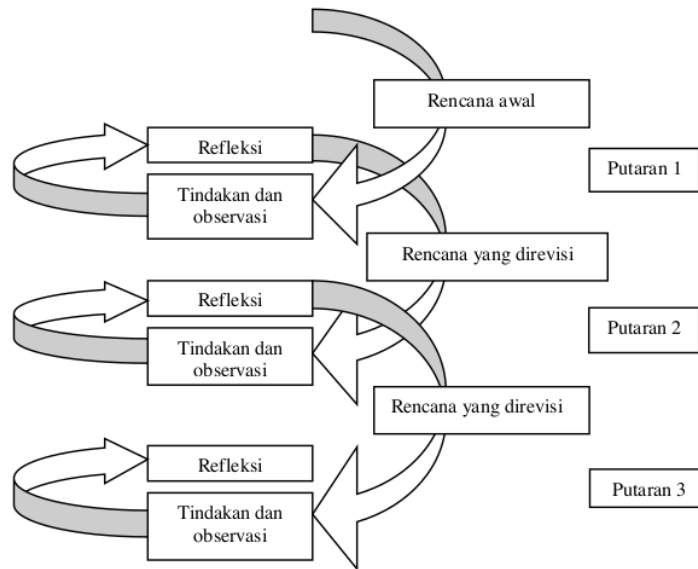 Rencana awal
Refleksi
Putaran 1
Tindakan dan
observasi
Rencana yang direvisi
Refleksi
Putaran 2
Tindakan dan
observasi
Rencana yang direvisi
Refleksi
Putaran 3
Tindakan dan
observasi